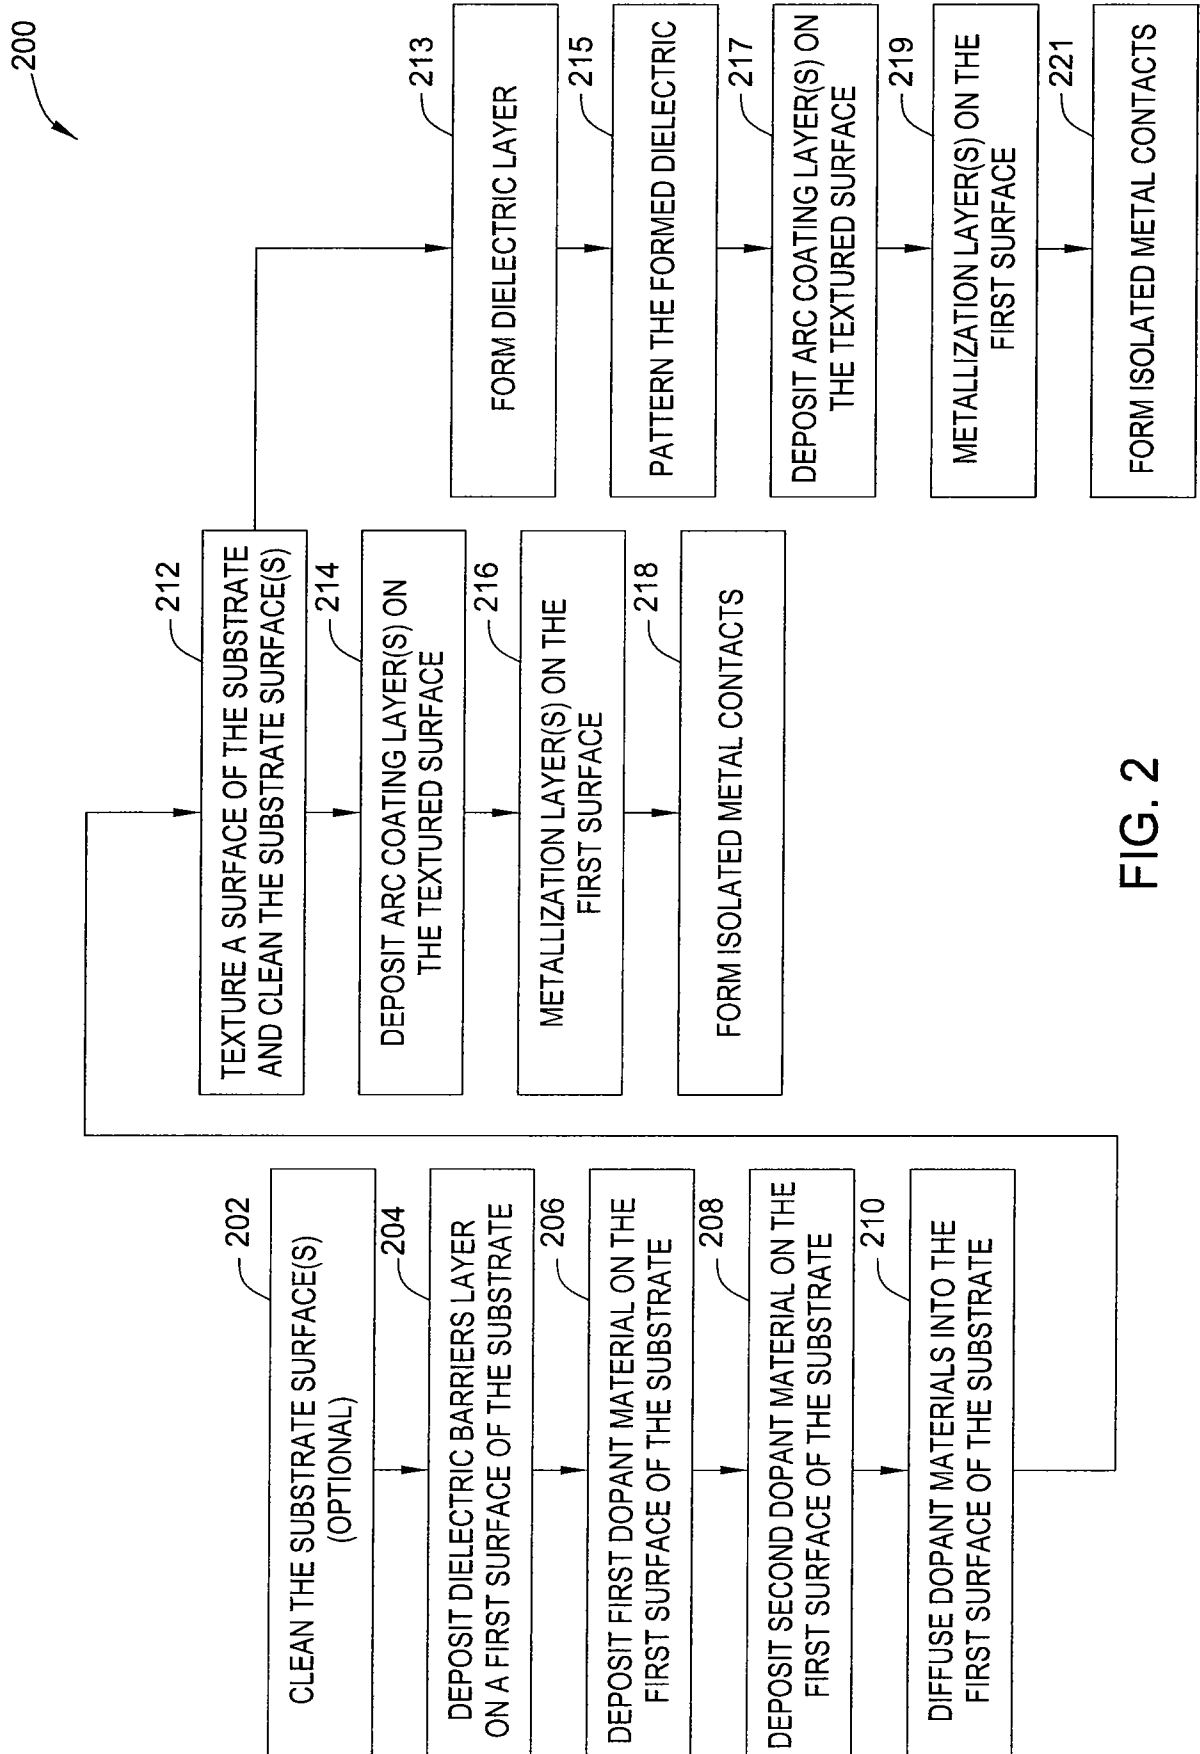 200
202
CLEAN THE SUBSTRATE SURFACE(S)
(OPTIONAL)
204
DEPOSIT DIELECTRIC BARRIERS LAYER
ON A FIRST SURFACE OF THE SUBSTRATE
206
DEPOSIT FIRST DOPANT MATERIAL ON THE
FIRST SURFACE OF THE SUBSTRATE
208
DEPOSIT SECOND DOPANT MATERIAL ON THE
FIRST SURFACE OF THE SUBSTRATE
210
DIFFUSE DOPANT MATERIALS INTO THE
FIRST SURFACE OF THE SUBSTRATE
212
TEXTURE A SURFACE OF THE SUBSTRATE
AND CLEAN THE SUBSTRATE SURFACE(S)
214
DEPOSIT ARC COATING LAYER(S) ON
THE TEXTURED SURFACE
216
METALLIZATION LAYER(S) ON THE
FIRST SURFACE
218
FORM ISOLATED METAL CONTACTS
213
FORM DIELECTRIC LAYER
215
PATTERN THE FORMED DIELECTRIC
217
DEPOSIT ARC COATING LAYER(S) ON
THE TEXTURED SURFACE
219
METALLIZATION LAYER(S) ON THE
FIRST SURFACE
221
FORM ISOLATED METAL CONTACTS
FIG. 2